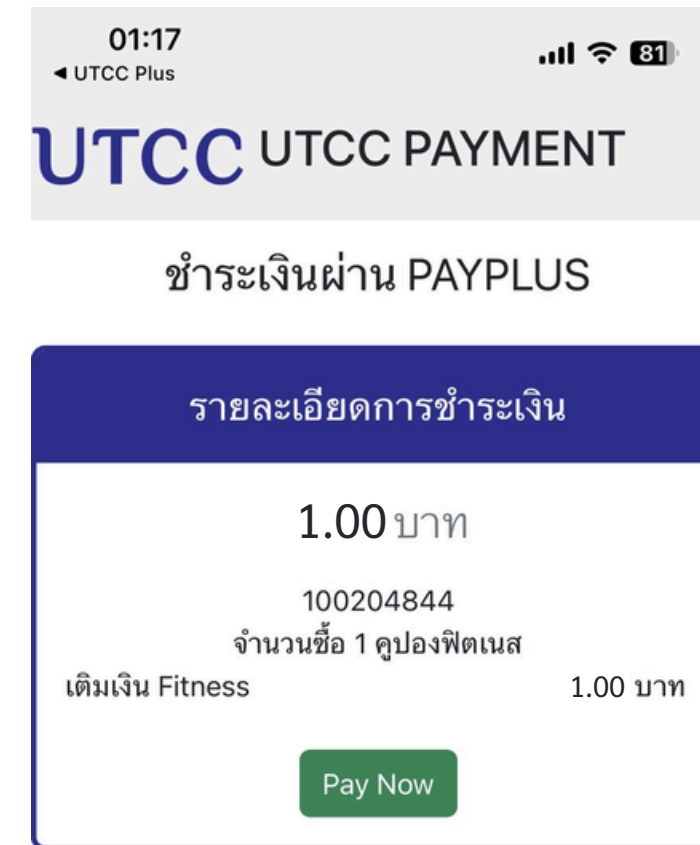 01:17
81
◀ UTCC Plus
UTCC UTCC PAYMENT
ชำระเงินผ่าน PAYPLUS
รายละเอียดการชำระเงิน
1.00 บาท
100204844
จำนวนซื้อ 1 คูปองฟิตเนส
เติมเงิน Fitness 1.00 บาท
Pay Now